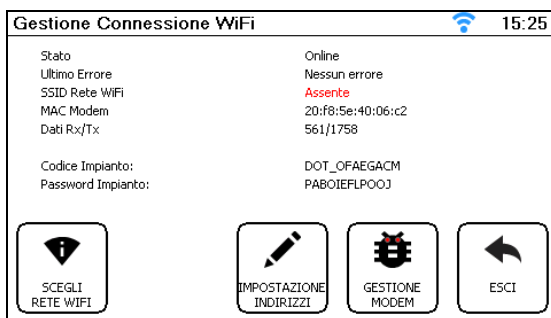 Gestione Connessione WiFi 15:25
Stato Online
Ultimo Errore Nessun errore
SSID Rete WiFi Assente
MAC Modem 20:f8:5e:40:06:c2
Dati Rx/Tx 561/1758
Codice Impianto: DOT_OFAEGACM
Password Impianto: PABOIEFLPOOJ
SCEGLI
RETE WIFI
IMPOSTAZIONE
INDIRIZZI
GESTIONE
MODEM
ESCI